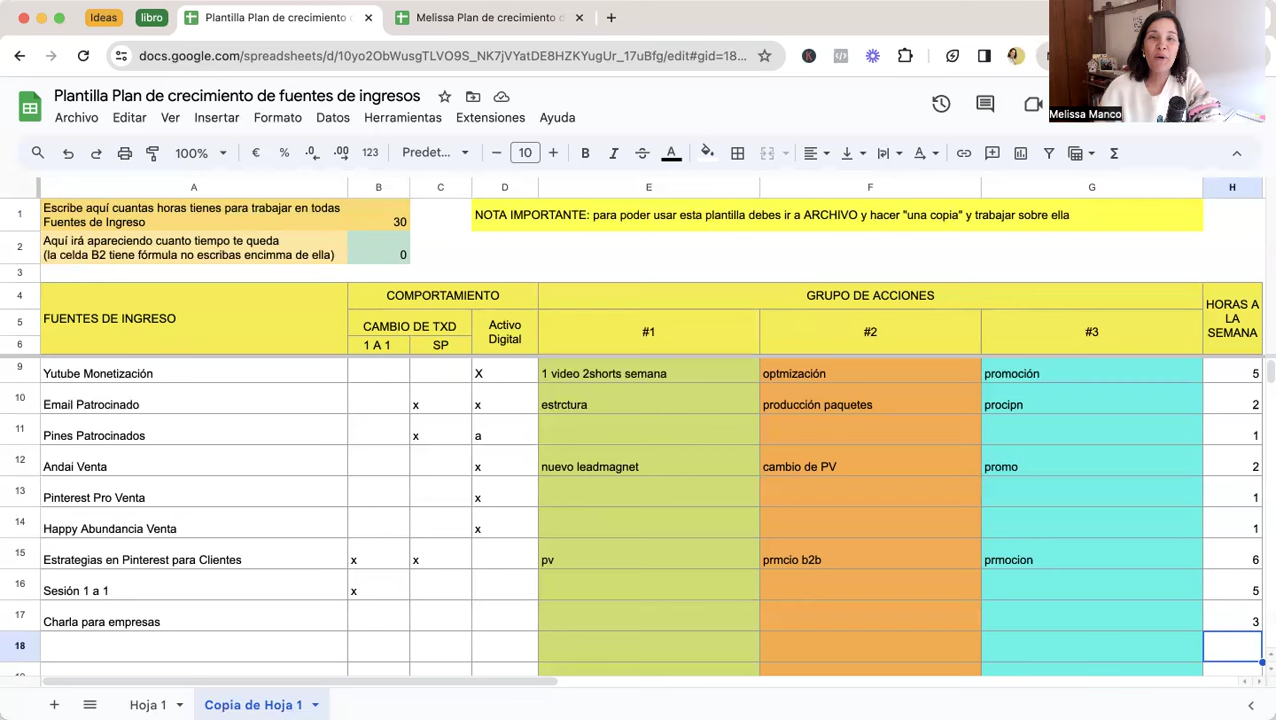 Ideas
libro
Plantilla Plan de crecimiento d
Melissa Plan de crecimiento d
docs.google.com/spreadsheets/d/10yo2ObWusgTLVO9S_NK7jVYatDE8HZKYugUr_17uBfg/edit#gid=18...
Plantilla Plan de crecimiento de fuentes de ingresos
Archivo Editar Ver Insertar Formato Datos Herramientas Extensiones Ayuda
Melissa Manco
100% € % .0 .00 123 Predet... 10 B I A
A B C D E F G H
1 Escribe aquí cuantas horas tienes para trabajar en todas
Fuentes de Ingreso 30
NOTA IMPORTANTE: para poder usar esta plantilla debes ir a ARCHIVO y hacer "una copia" y trabajar sobre ella
2 Aquí irá apareciendo cuanto tiempo te queda
(la celda B2 tiene fórmula no escribas encimma de ella) 0
3
4 FUENTES DE INGRESO COMPORTAMIENTO GRUPO DE ACCIONES HORAS A LA SEMANA
5 CAMBIO DE TXD Activo Digital #1 #2 #3
6 1 A 1 SP
9 Yutube Monetización X 1 video 2shorts semana optmización promoción 5
10 Email Patrocinado x x estrctura producción paquetes procipn 2
11 Pines Patrocinados x a 1
12 Andai Venta x nuevo leadmagnet cambio de PV promo 2
13 Pinterest Pro Venta x 1
14 Happy Abundancia Venta x 1
15 Estrategias en Pinterest para Clientes x x pv prmcio b2b prmocion 6
16 Sesión 1 a 1 x 5
17 Charla para empresas 3
18
Hoja 1 Copia de Hoja 1